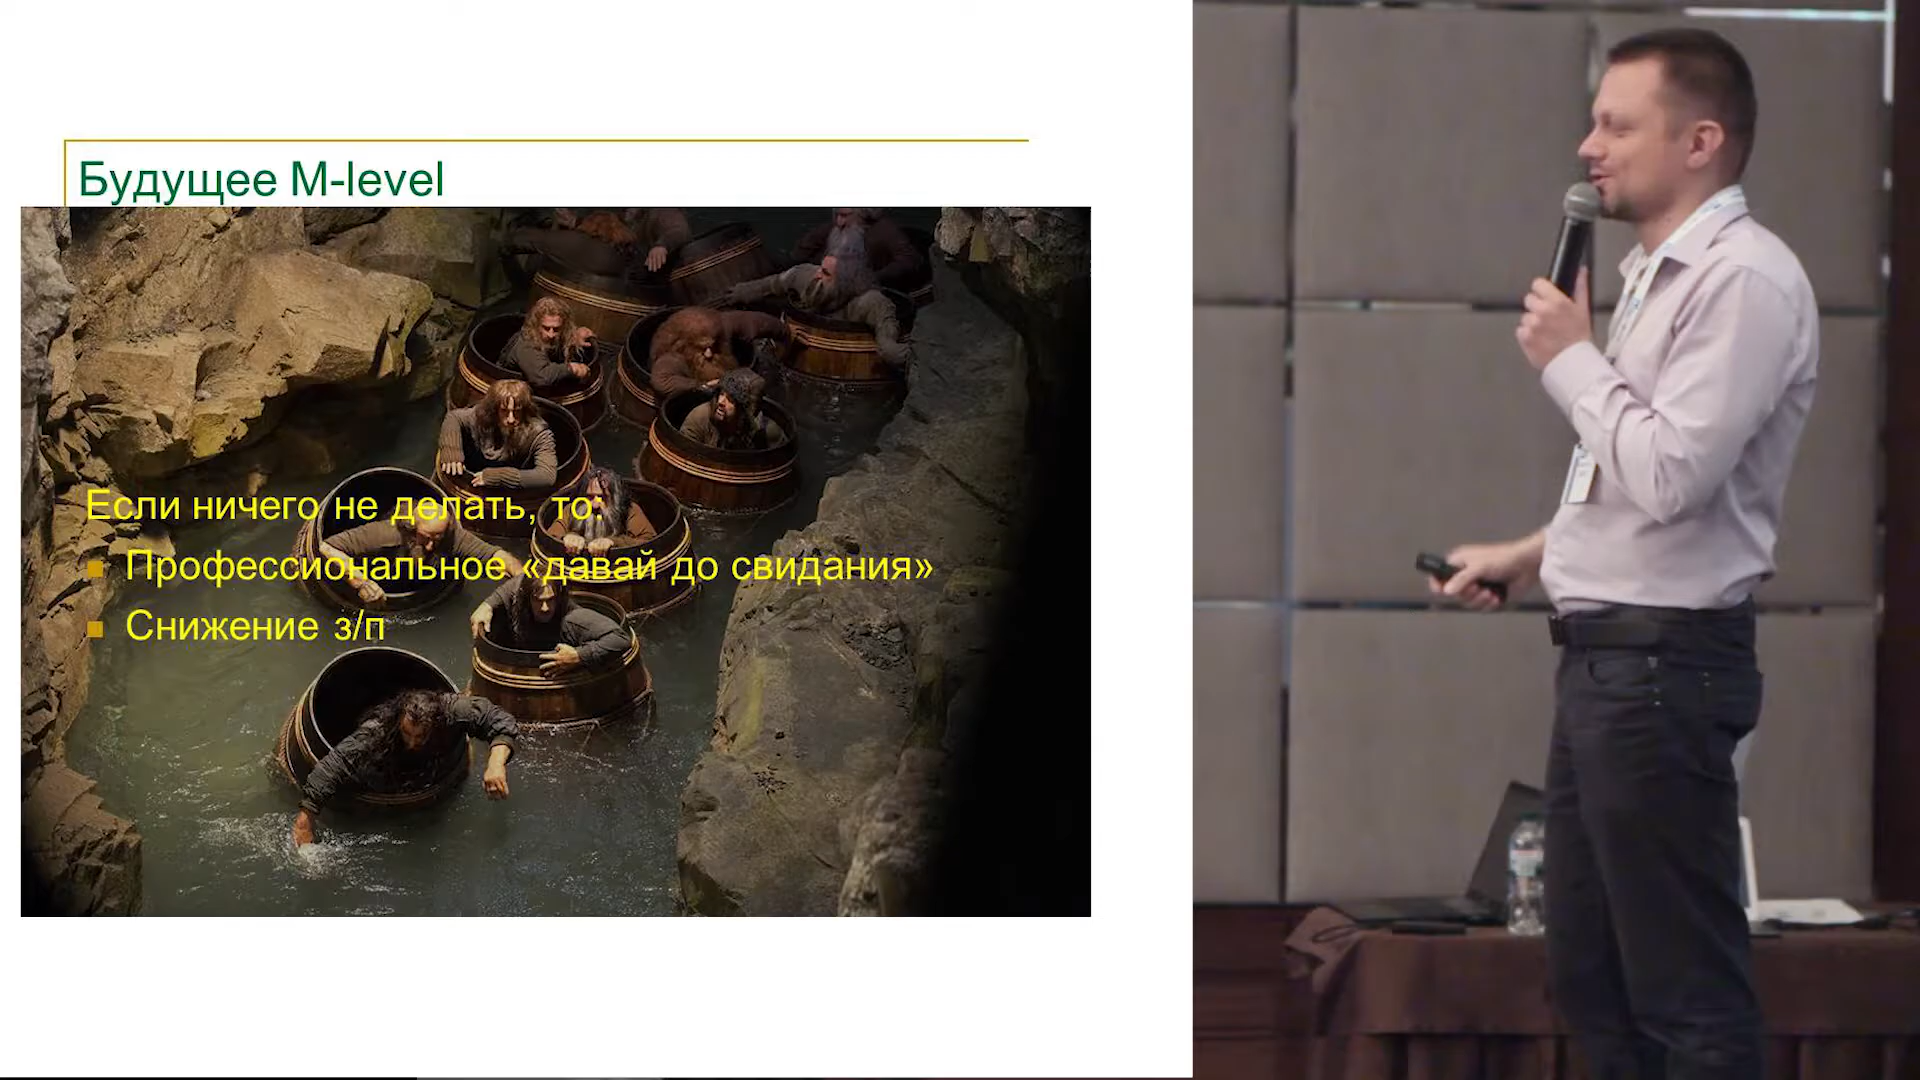 Будущее M-level
Если ничего не делать, то:
Профессиональное «давай до свидания»
Снижение з/п